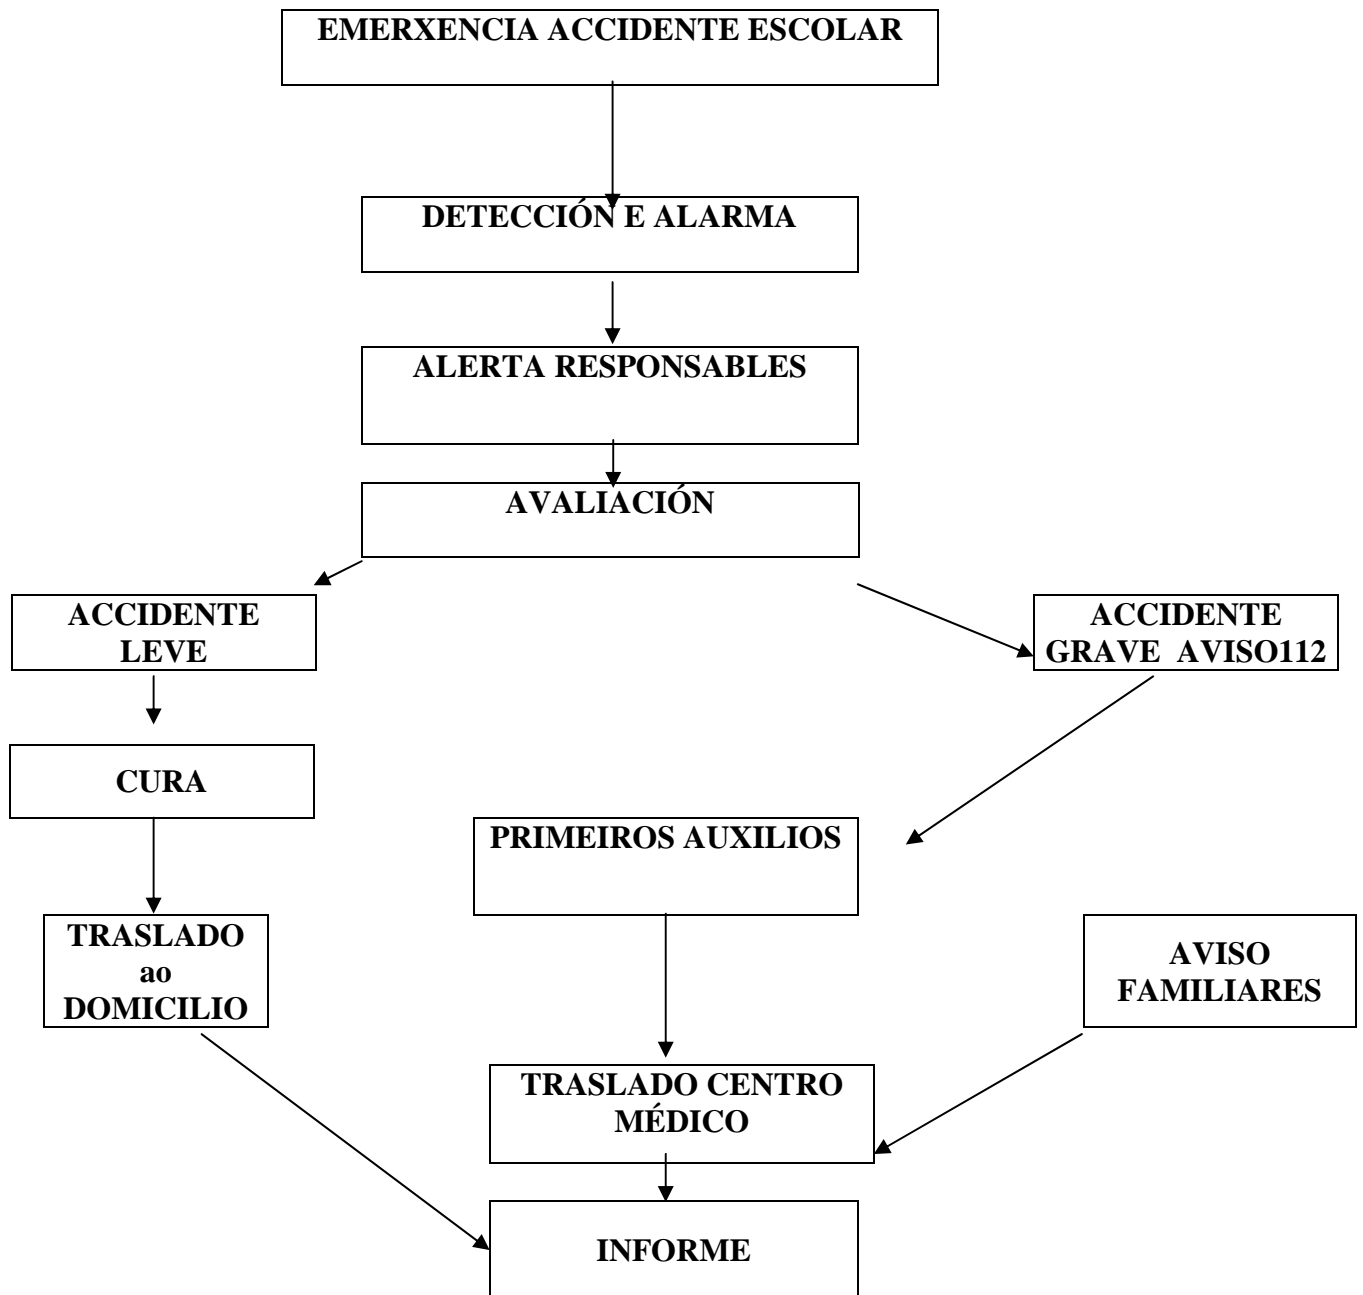 EMERXENCIA ACCIDENTE ESCOLAR
DETECCIÓN E ALARMA
ALERTA RESPONSABLES
AVALIACIÓN
ACCIDENTE
LEVE
ACCIDENTE
GRAVE  AVISO112
CURA
PRIMEIROS AUXILIOS
TRASLADO
ao
DOMICILIO
AVISO
FAMILIARES
TRASLADO CENTRO
MÉDICO
INFORME